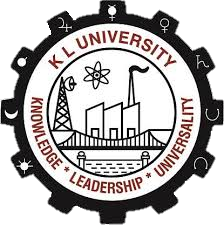 K L UNIVERSITY
KNOWLEDGE * LEADERSHIP * UNIVERSALITY